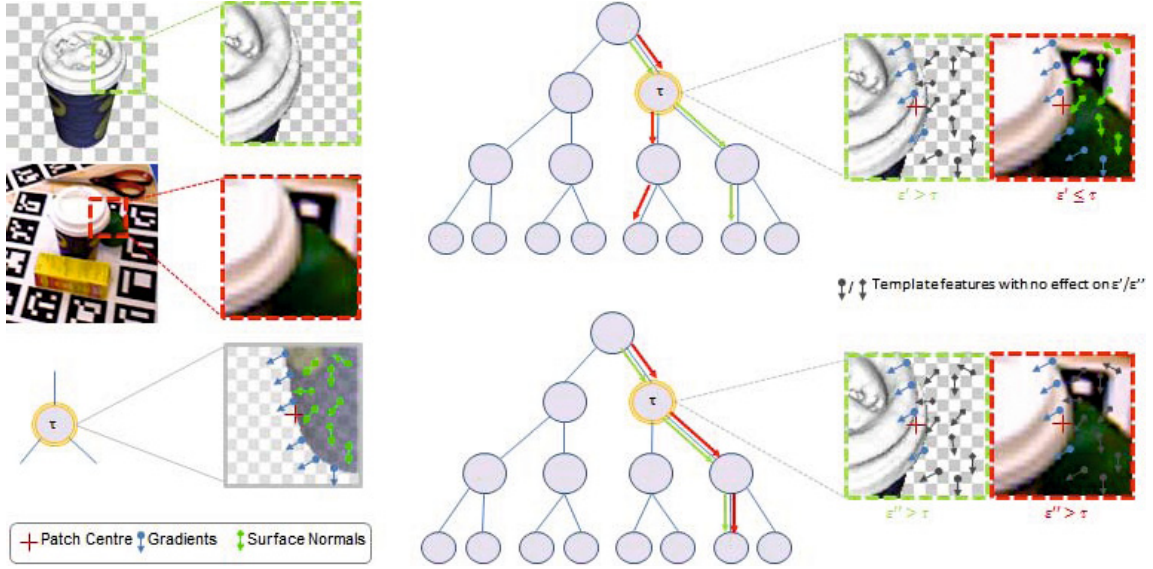 τ
ε' > τ
ε' ≤ τ
/ Template features with no effect on ε'/ε''
τ
τ
ε'' > τ
ε'' > τ
Patch Centre Gradients Surface Normals